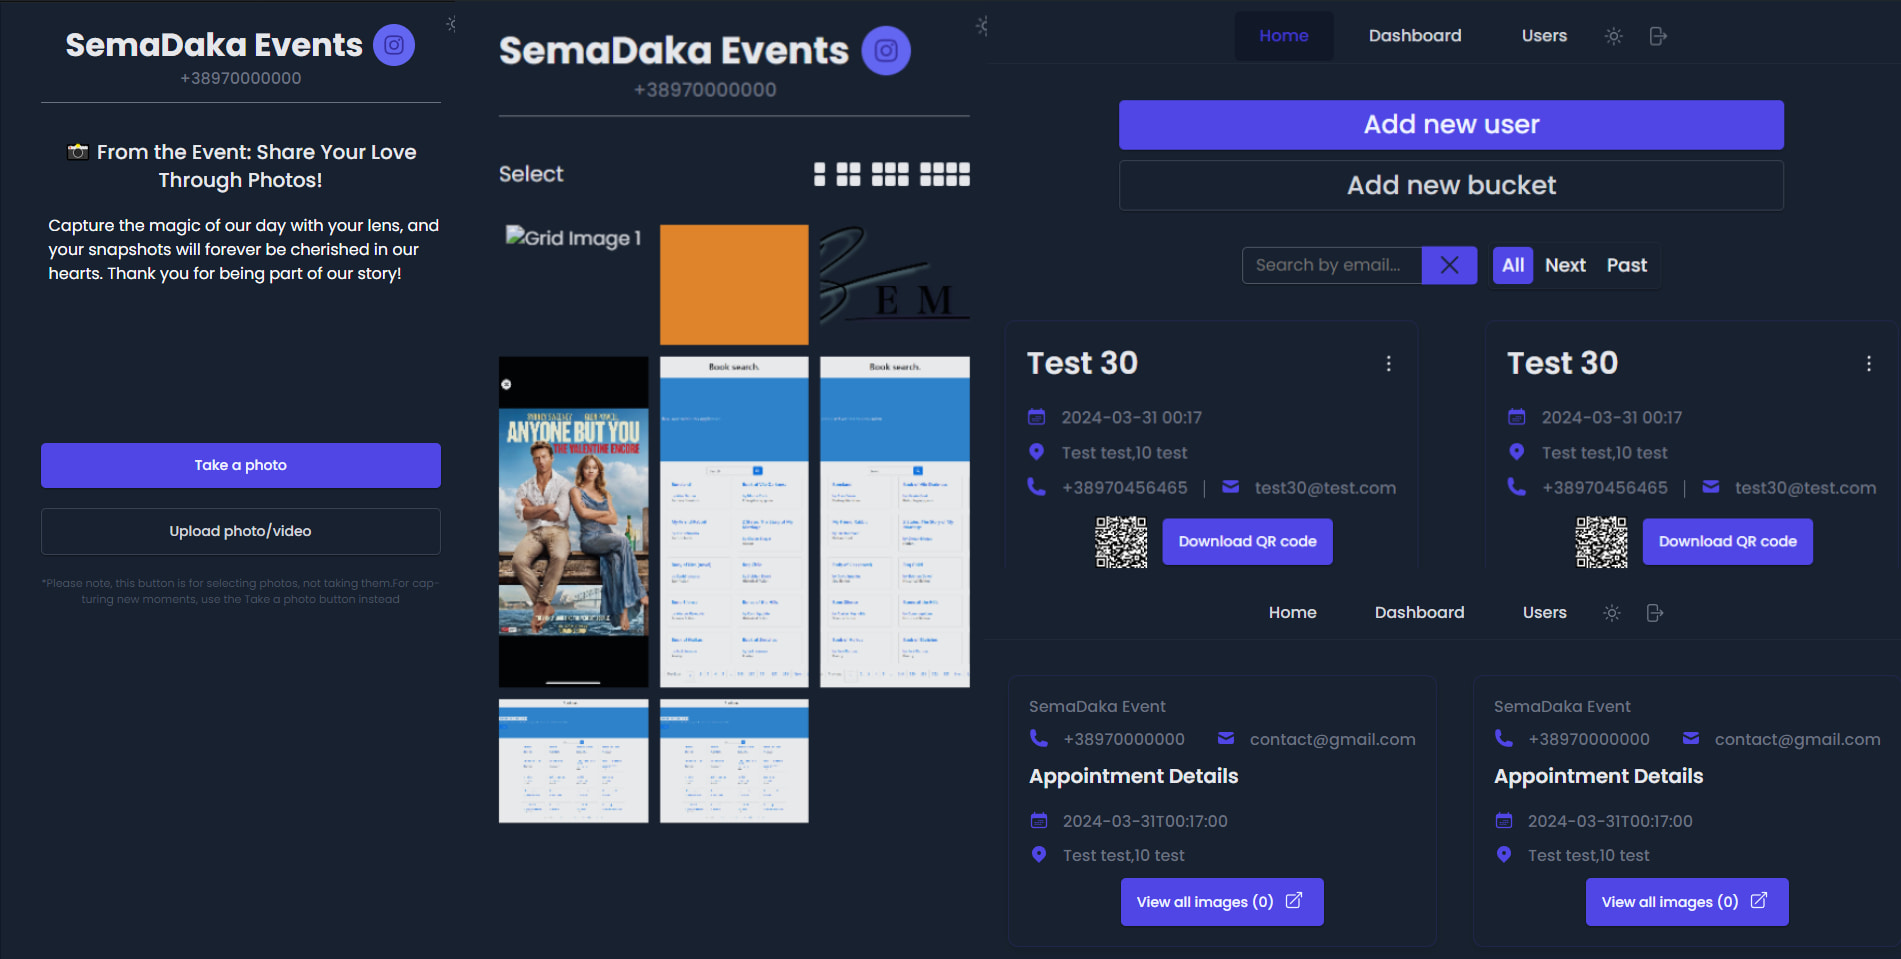 SemaDaka Events
+38970000000
From the Event: Share Your Love
Through Photos!
Capture the magic of our day with your lens, and
your snapshots will forever be cherished in our
hearts. Thank you for being part of our story!
Take a photo
Upload photo/video
*Please note, this button is for selecting photos, not taking them.For cap-
turing new moments, use the Take a photo button instead
SemaDaka Events
+38970000000
Select
Grid Image 1
E M
ANYONE BUT YOU
THE VALENTINE ENCORE
Book search.
Book search.
Home Dashboard Users
Add new user
Add new bucket
Search by email... All Next Past
Test 30
2024-03-31 00:17
Test test,10 test
+38970456465 | test30@test.com
Download QR code
Test 30
2024-03-31 00:17
Test test,10 test
+38970456465 | test30@test.com
Download QR code
Home Dashboard Users
SemaDaka Event
+38970000000 contact@gmail.com
Appointment Details
2024-03-31T00:17:00
Test test,10 test
View all images (0)
SemaDaka Event
+38970000000 contact@gmail.com
Appointment Details
2024-03-31T00:17:00
Test test,10 test
View all images (0)